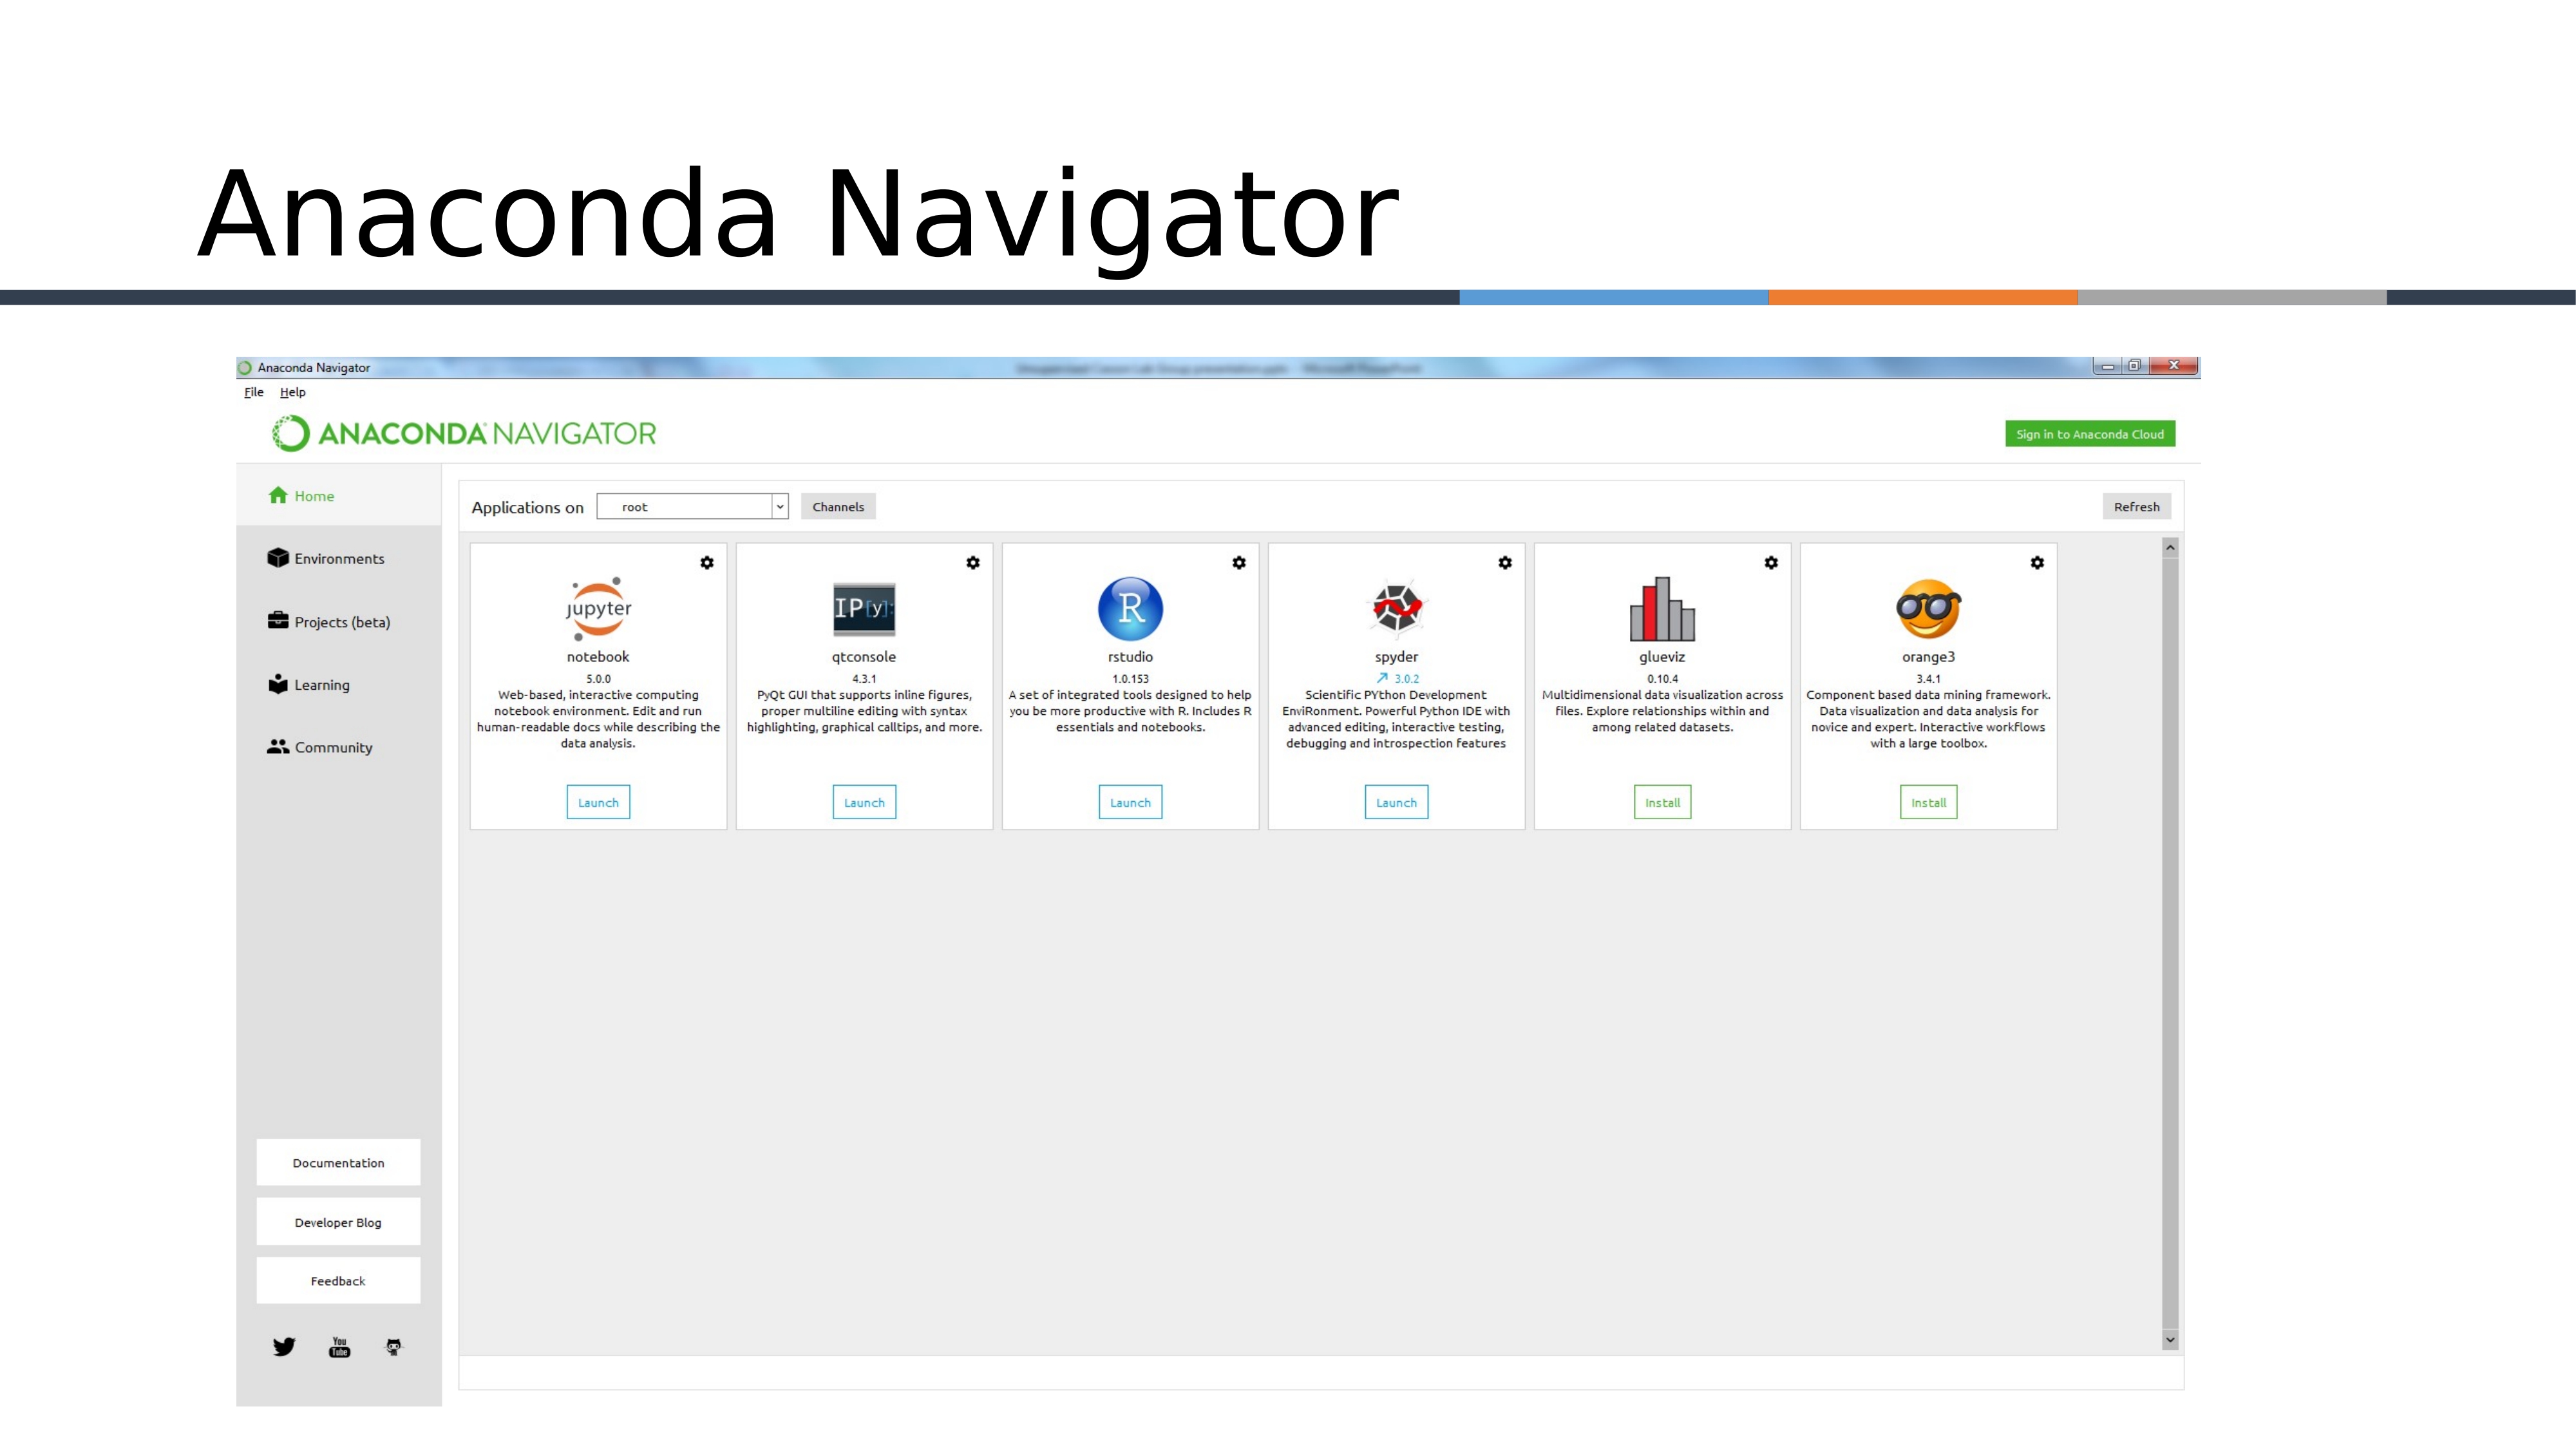 Anaconda Navigator
Anaconda Navigator
File Help
ANACONDA NAVIGATOR
Sign in to Anaconda Cloud
Home
Environments
Projects (beta)
Learning
Community
Documentation
Developer Blog
Feedback
You
Tube
Applications on root Channels Refresh
jupyter
notebook
5.0.0
Web-based, interactive computing
notebook environment. Edit and run
human-readable docs while describing the
data analysis.
Launch
IP[y]:
qtconsole
4.3.1
PyQt GUI that supports inline figures,
proper multiline editing with syntax
highlighting, graphical calltips, and more.
Launch
R
rstudio
1.0.153
A set of integrated tools designed to help
you be more productive with R. Includes R
essentials and notebooks.
Launch
spyder
3.0.2
Scientific PYthon Development
EnviRonment. Powerful Python IDE with
advanced editing, interactive testing,
debugging and introspection features
Launch
glueviz
0.10.4
Multidimensional data visualization across
files. Explore relationships within and
among related datasets.
Install
orange3
3.4.1
Component based data mining framework.
Data visualization and data analysis for
novice and expert. Interactive workflows
with a large toolbox.
Install